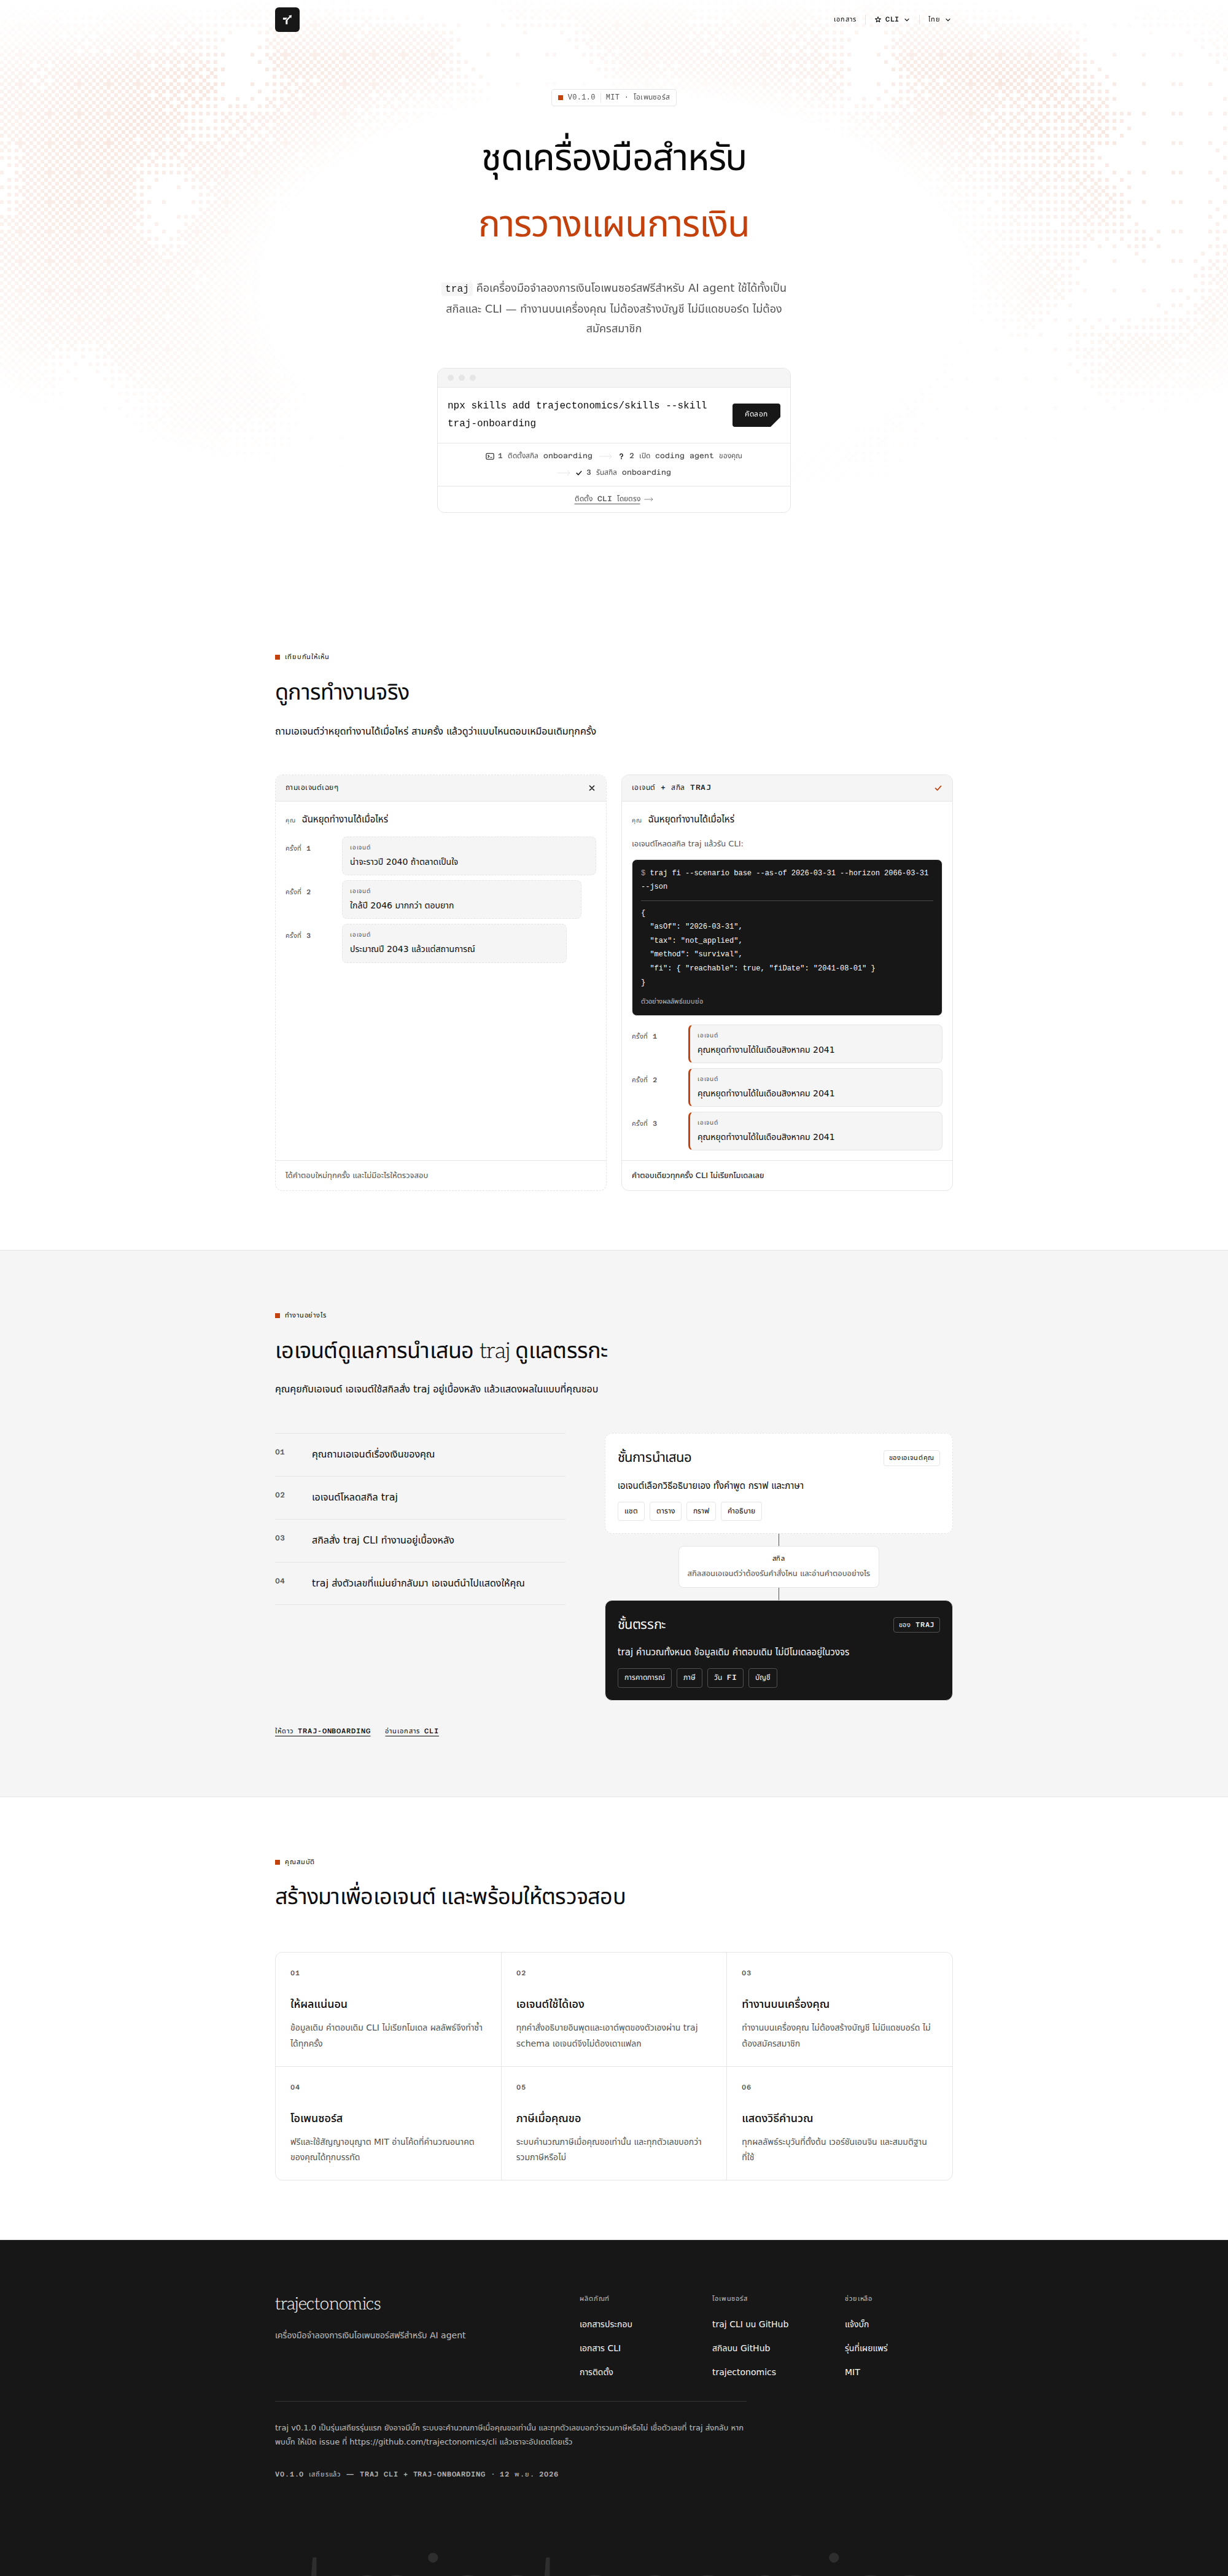 เอกสาร
CLI
ไทย
V0.1.0 MIT · โอเพนซอร์ส
ชุดเครื่องมือสำหรับ
การวางแผนการเงิน
traj คือเครื่องมือจำลองการเงินโอเพนซอร์สฟรีสำหรับ AI agent ใช้ได้ทั้งเป็น
สกิลและ CLI — ทำงานบนเครื่องคุณ ไม่ต้องสร้างบัญชี ไม่มีแดชบอร์ด ไม่ต้อง
สมัครสมาชิก
npx skills add trajectonomics/skills --skill
traj-onboarding
คัดลอก
1 ติดตั้งสกิล onboarding
? 2 เปิด coding agent ของคุณ
3 รันสกิล onboarding
ติดตั้ง CLI โดยตรง
เทียบกันให้เห็น
ดูการทำงานจริง
ถามเอเจนต์ว่าหยุดทำงานได้เมื่อไหร่ สามครั้ง แล้วดูว่าแบบไหนตอบเหมือนเดิมทุกครั้ง
ถามเอเจนต์เฉยๆ
คุณ ฉันหยุดทำงานได้เมื่อไหร่
ครั้งที่ 1
เอเจนต์
น่าจะราวปี 2040 ถ้าตลาดเป็นใจ
ครั้งที่ 2
เอเจนต์
ใกล้ปี 2046 มากกว่า ตอบยาก
ครั้งที่ 3
เอเจนต์
ประมาณปี 2043 แล้วแต่สถานการณ์
ได้คำตอบใหม่ทุกครั้ง และไม่มีอะไรให้ตรวจสอบ
เอเจนต์ + สกิล TRAJ
คุณ ฉันหยุดทำงานได้เมื่อไหร่
เอเจนต์โหลดสกิล traj แล้วรัน CLI:
$ traj fi --scenario base --as-of 2026-03-31 --horizon 2066-03-31
--json
{
"asOf": "2026-03-31",
"tax": "not_applied",
"method": "survival",
"fi": { "reachable": true, "fiDate": "2041-08-01" }
}
ตัวอย่างผลลัพธ์แบบย่อ
ครั้งที่ 1
เอเจนต์
คุณหยุดทำงานได้ในเดือนสิงหาคม 2041
ครั้งที่ 2
เอเจนต์
คุณหยุดทำงานได้ในเดือนสิงหาคม 2041
ครั้งที่ 3
เอเจนต์
คุณหยุดทำงานได้ในเดือนสิงหาคม 2041
คำตอบเดียวทุกครั้ง CLI ไม่เรียกโมเดลเลย
ทำงานอย่างไร
เอเจนต์ดูแลการนำเสนอ traj ดูแลตรรกะ
คุณคุยกับเอเจนต์ เอเจนต์ใช้สกิลสั่ง traj อยู่เบื้องหลัง แล้วแสดงผลในแบบที่คุณชอบ
01 คุณถามเอเจนต์เรื่องเงินของคุณ
02 เอเจนต์โหลดสกิล traj
03 สกิลสั่ง traj CLI ทำงานอยู่เบื้องหลัง
04 traj ส่งตัวเลขที่แม่นยำกลับมา เอเจนต์นำไปแสดงให้คุณ
ชั้นการนำเสนอ
ของเอเจนต์คุณ
เอเจนต์เลือกวิธีอธิบายเอง ทั้งคำพูด กราฟ และภาษา
แชต ตาราง กราฟ คำอธิบาย
สกิล
สกิลสอนเอเจนต์ว่าต้องรันคำสั่งไหน และอ่านคำตอบอย่างไร
ชั้นตรรกะ
ของ TRAJ
traj คำนวณทั้งหมด ข้อมูลเดิม คำตอบเดิม ไม่มีโมเดลอยู่ในวงจร
การคาดการณ์ ภาษี วัน FI บัญชี
ให้ดาว TRAJ-ONBOARDING
อ่านเอกสาร CLI
คุณสมบัติ
สร้างมาเพื่อเอเจนต์ และพร้อมให้ตรวจสอบ
01
ให้ผลแน่นอน
ข้อมูลเดิม คำตอบเดิม CLI ไม่เรียกโมเดล ผลลัพธ์จึงทำซ้ำ
ได้ทุกครั้ง
02
เอเจนต์ใช้ได้เอง
ทุกคำสั่งอธิบายอินพุตและเอาต์พุตของตัวเองผ่าน traj
schema เอเจนต์จึงไม่ต้องเดาแฟลก
03
ทำงานบนเครื่องคุณ
ทำงานบนเครื่องคุณ ไม่ต้องสร้างบัญชี ไม่มีแดชบอร์ด ไม่
ต้องสมัครสมาชิก
04
โอเพนซอร์ส
ฟรีและใช้สัญญาอนุญาต MIT อ่านโค้ดที่คำนวณอนาคต
ของคุณได้ทุกบรรทัด
05
ภาษีเมื่อคุณขอ
ระบบคำนวณภาษีเมื่อคุณขอเท่านั้น และทุกตัวเลขบอกว่า
รวมภาษีหรือไม่
06
แสดงวิธีคำนวณ
ทุกผลลัพธ์ระบุวันที่ตั้งต้น เวอร์ชันเอนจิน และสมมติฐาน
ที่ใช้
trajectonomics
เครื่องมือจำลองการเงินโอเพนซอร์สฟรีสำหรับ AI agent
ผลิตภัณฑ์
เอกสารประกอบ
เอกสาร CLI
การติดตั้ง
โอเพนซอร์ส
traj CLI บน GitHub
สกิลบน GitHub
trajectonomics
ช่วยเหลือ
แจ้งบั๊ก
รุ่นที่เผยแพร่
MIT
traj v0.1.0 เป็นรุ่นเสถียรรุ่นแรก ยังอาจมีบั๊ก ระบบจะคำนวณภาษีเมื่อคุณขอเท่านั้น และทุกตัวเลขบอกว่ารวมภาษีหรือไม่ เชื่อตัวเลขที่ traj ส่งกลับ หาก
พบบั๊ก ให้เปิด issue ที่ https://github.com/trajectonomics/cli แล้วเราจะอัปเดตโดยเร็ว
V0.1.0 เสถียรแล้ว — TRAJ CLI + TRAJ-ONBOARDING · 12 พ.ย. 2026